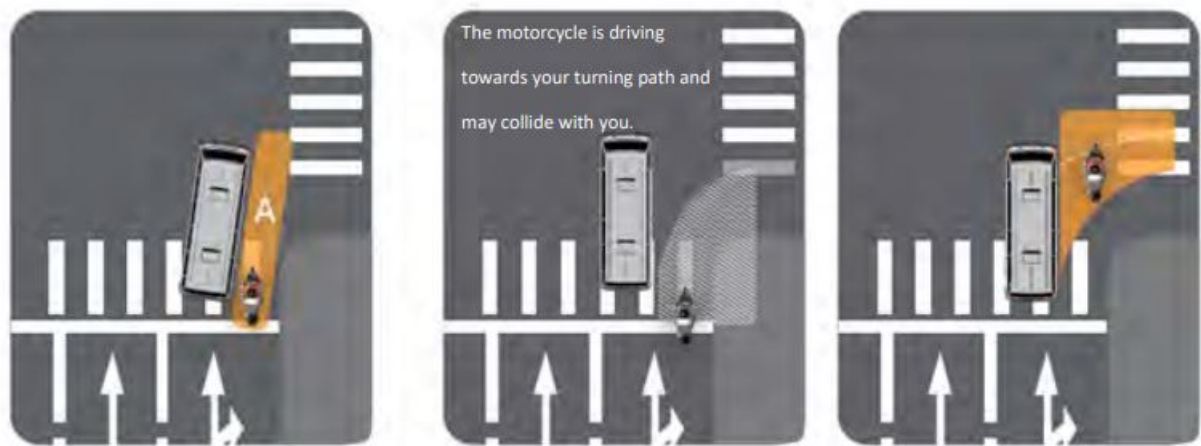 The motorcycle is driving
towards your turning path and
may collide with you.
A